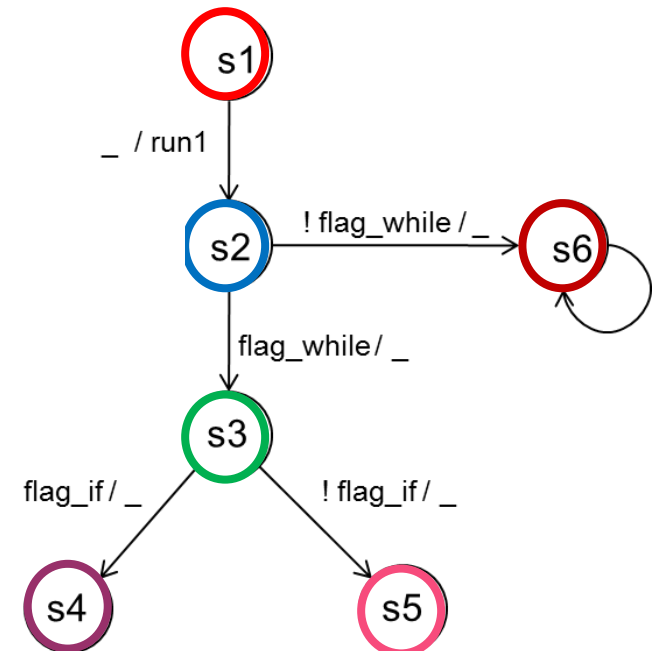 s1
_ / run1
! flag_while / _
s2
s6
flag_while / _
s3
flag_if / _
! flag_if / _
s4
s5